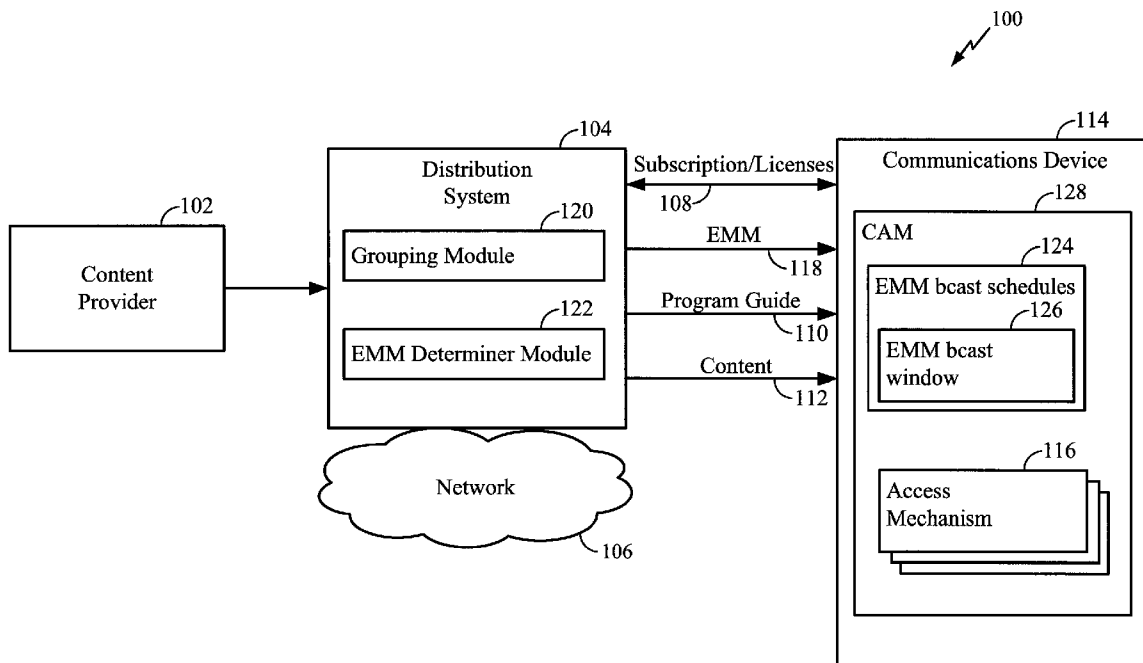 100
104
114
Distribution
System
Subscription/Licenses
108
Communications Device
102
Content
Provider
120
Grouping Module
EMM
118
128
CAM
124
EMM bcast schedules
126
EMM bcast
window
122
EMM Determiner Module
Program Guide
110
Content
112
116
Access
Mechanism
Network
106